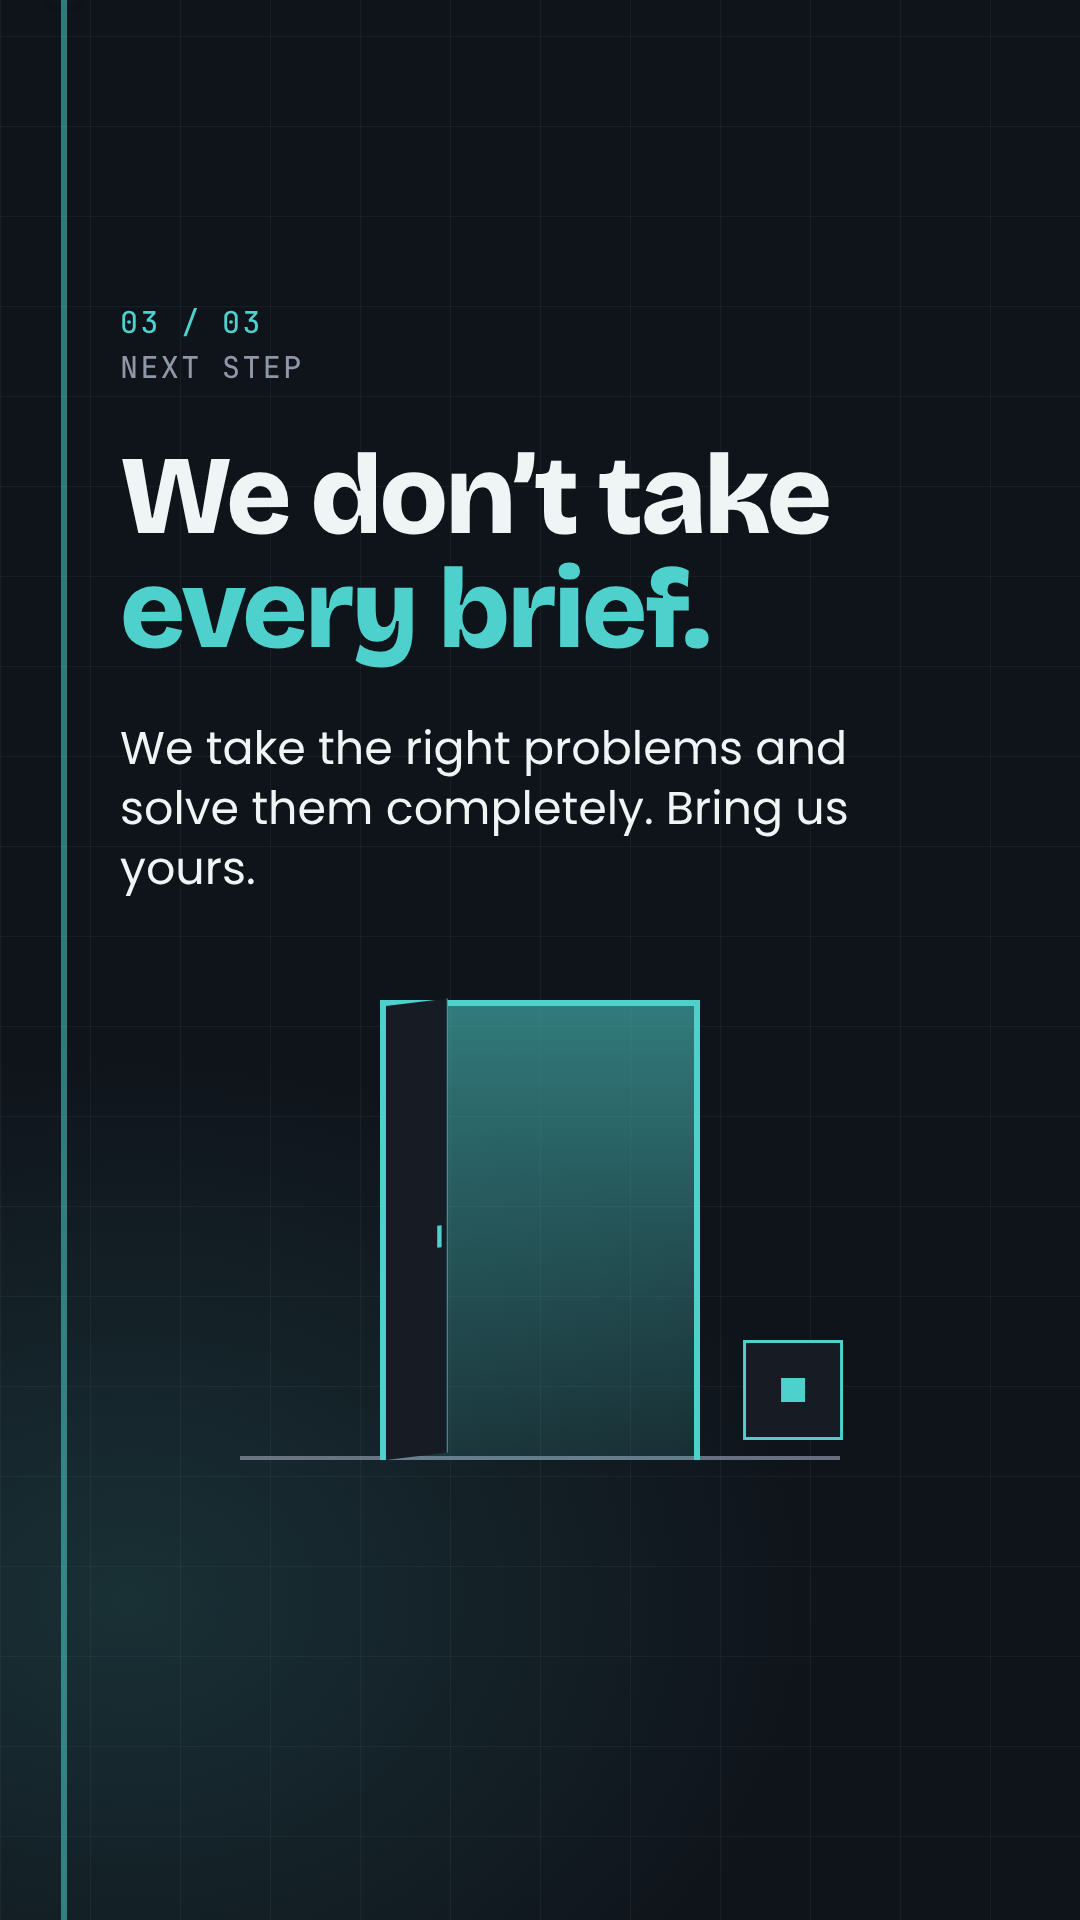 03 / 03
NEXT STEP
We don’t take
every brief.
We take the right problems and
solve them completely. Bring us
yours.